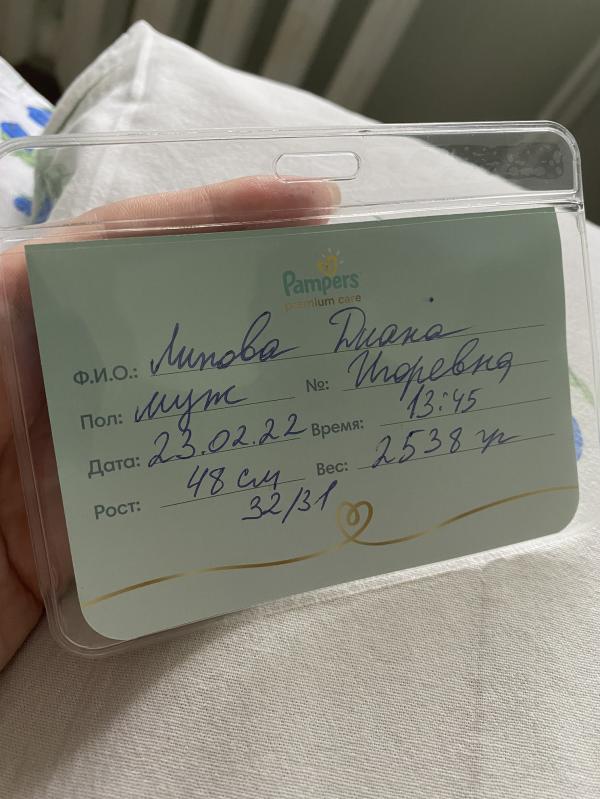 Pampers
premium care
Ф.И.О.: Липова Диана
Пол: муж №: Игоревна
Дата: 23.02.22 Время: 13:45
Рост: 48 см Вес: 2538 гр
32/31